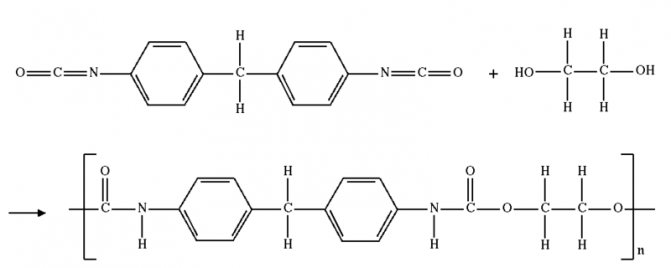 H H H
O C N C N C O + HO C C OH
H H H
O H O H H
C N C N C O C C O
H H H H H n